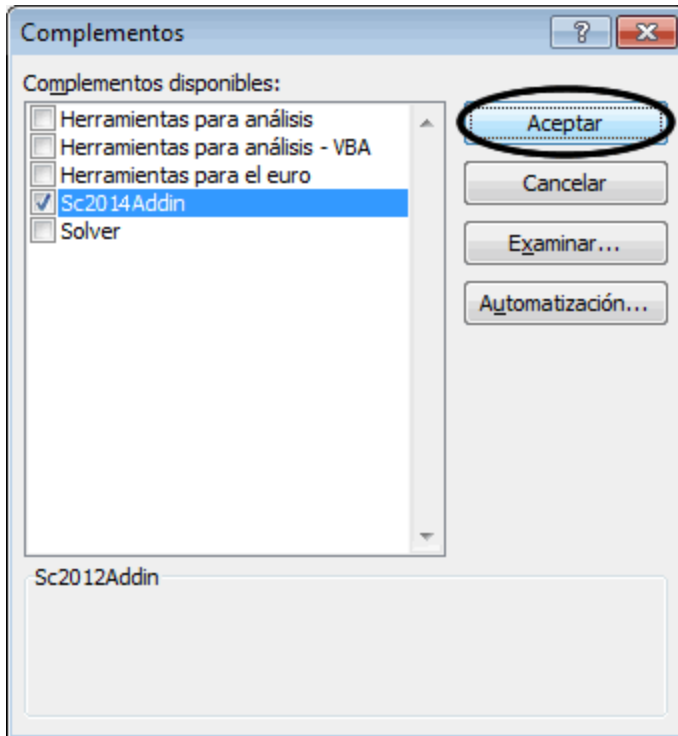 Complementos
Complementos disponibles:
Herramientas para análisis
Herramientas para análisis - VBA
Herramientas para el euro
Sc2014Addin
Solver
Aceptar
Cancelar
Examinar...
Automatización...
Sc2012Addin